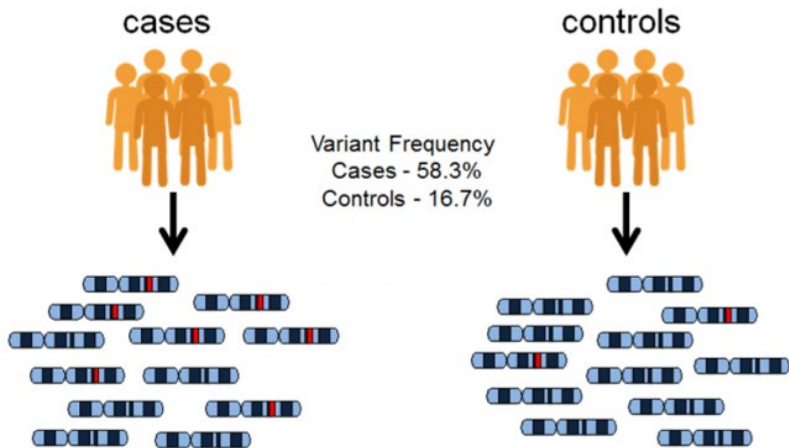 cases
controls
Variant Frequency
Cases - 58.3%
Controls - 16.7%